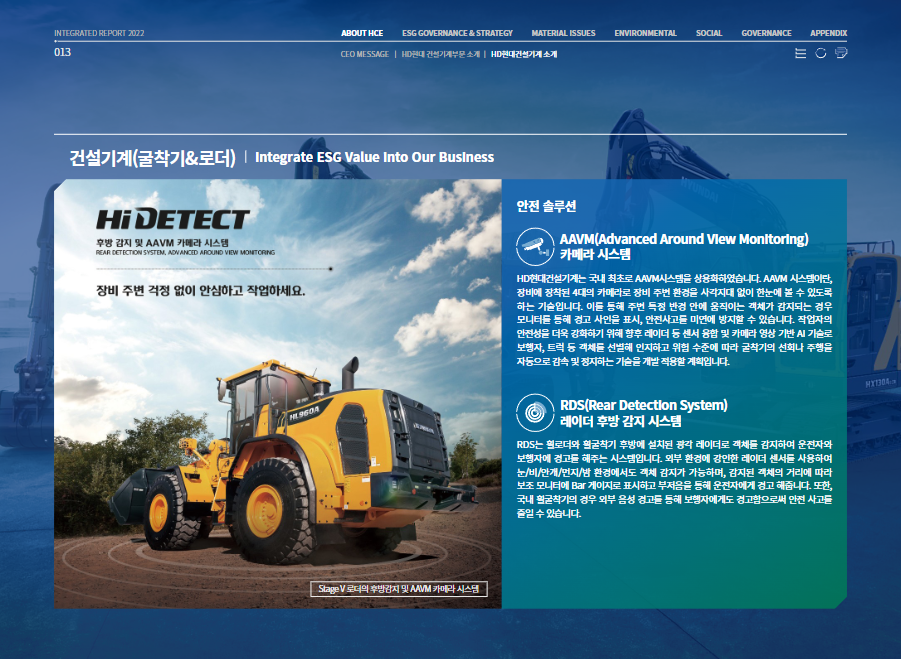 INTEGRATED REPORT 2022
ABOUT HCE ESG GOVERNANCE & STRATEGY MATERIAL ISSUES ENVIRONMENTAL SOCIAL GOVERNANCE APPENDIX
013
CEO MESSAGE | HD현대 건설기계부문 소개 | HD현대건설기계 소개
건설기계(굴착기&로더) | Integrate ESG Value into Our Business
Hi DETECT
후방 감지 및 AAVM 카메라 시스템
REAR DETECTION SYSTEM, ADVANCED AROUND VIEW MONITORING
장비 주변 걱정 없이 안심하고 작업하세요.
HL960A
HYUNDAI
Stage V 로더의 후방감지 및 AAVM 카메라 시스템
안전 솔루션
AAVM(Advanced Around View Monitoring)
카메라 시스템
HD현대건설기계는 국내 최초로 AAVM시스템을 상용화하였습니다. AAVM 시스템이란,
장비에 장착된 4대의 카메라로 장비 주변 환경을 사각지대 없이 한눈에 볼 수 있도록
하는 기술입니다. 이를 통해 주변 특정 반경 안에 움직이는 객체가 감지되는 경우
모니터를 통해 경고 사인을 표시, 안전사고를 미연에 방지할 수 있습니다. 작업자의
안전성을 더욱 강화하기 위해 향후 레이더 등 센서 융합 및 카메라 영상 기반 AI 기술로
보행자, 트럭 등 객체를 선별해 인지하고 위험 수준에 따라 굴착기의 선회나 주행을
자동으로 감속 및 정지하는 기술을 개발 적용할 계획입니다.
RDS(Rear Detection System)
레이더 후방 감지 시스템
RDS는 휠로더와 휠굴착기 후방에 설치된 광각 레이더로 객체를 감지하여 운전자와
보행자에 경고를 해주는 시스템입니다. 외부 환경에 강인한 레이더 센서를 사용하여
눈/비/안개/먼지/밤 환경에서도 객체 감지가 가능하며, 감지된 객체의 거리에 따라
보조 모니터에 Bar 게이지로 표시하고 부저음을 통해 운전자에게 경고 해줍니다. 또한,
국내 휠굴착기의 경우 외부 음성 경고를 통해 보행자에게도 경고함으로써 안전 사고를
줄일 수 있습니다.
HX130A